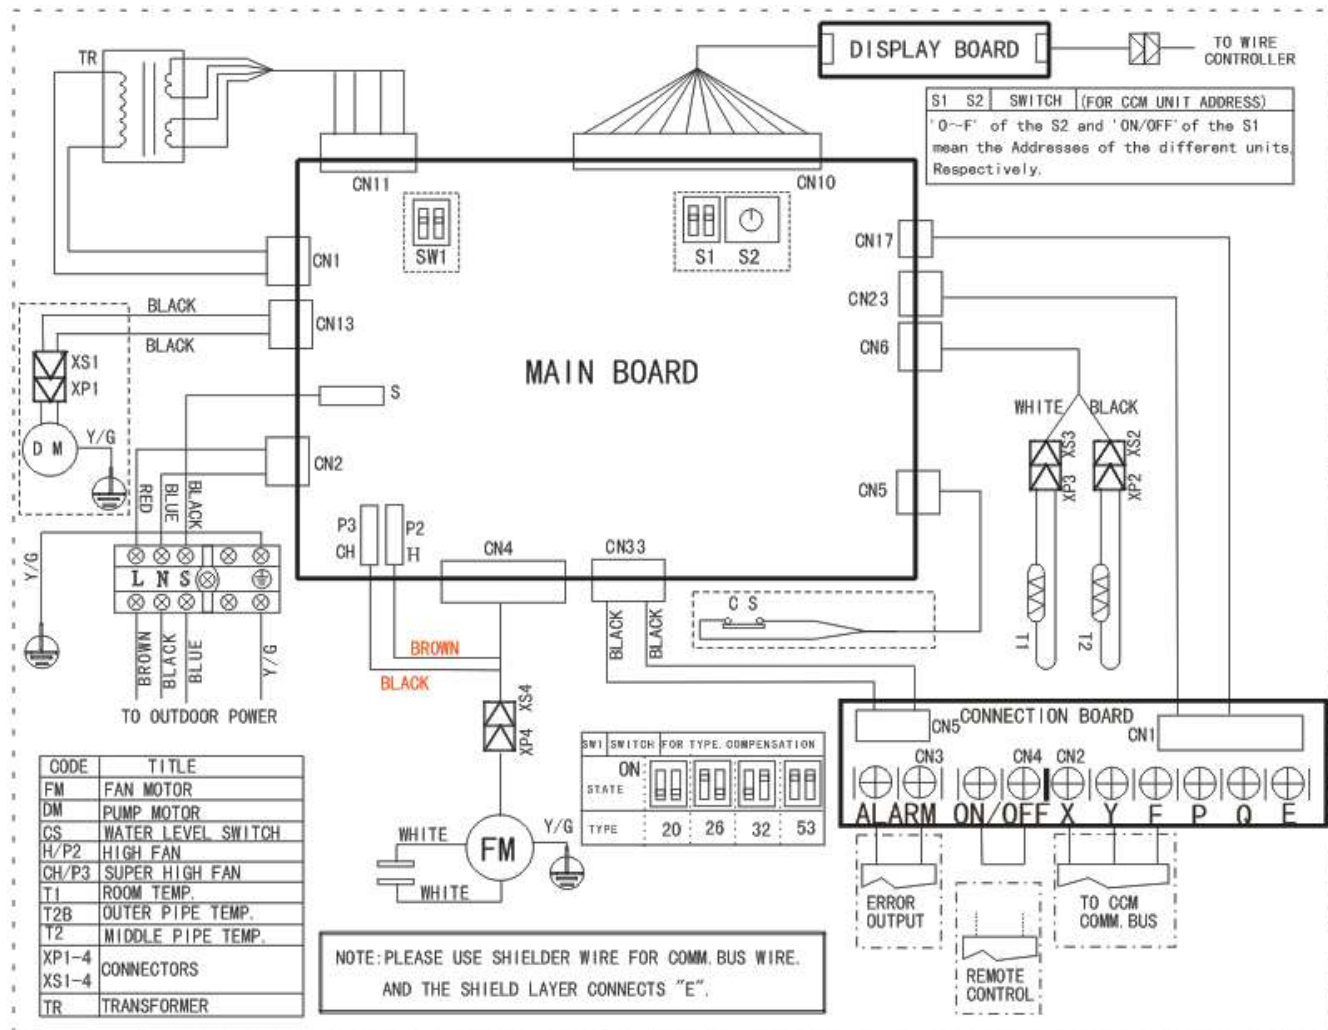 TR
DISPLAY BOARD
TO WIRE
CONTROLLER
S1 S2 SWITCH (FOR CCM UNIT ADDRESS)
'0~F' of the S2 and 'ON/OFF'of the S1
mean the Addresses of the different units,
Respectively.
CN11
CN10
SW1
S1 S2
CN17
CN1
CN23
BLACK
CN13
BLACK
CN6
XS1
XP1
MAIN BOARD
S
WHITE
BLACK
DM
Y/G
CN2
XS3
XP3
XS2
XP2
RED
BLUE
BLACK
CN5
P3
CH
P2
H
CN4
CN33
Y/G
L N S
C S
BLACK
BLACK
T1
T2
BROWN
BLACK
BLUE
Y/G
BROWN
BLACK
TO OUTDOOR POWER
XS4
XP4
CN5
CONNECTION BOARD
CN1
SW1 SWITCH FOR TYPE COMPENSATION
ON
STATE
TYPE 20 26 32 53
CN3
CN4
CN2
ALARM ON/OFF X Y F P Q E
CODE TITLE
FM FAN MOTOR
DM PUMP MOTOR
CS WATER LEVEL SWITCH
H/P2 HIGH FAN
CH/P3 SUPER HIGH FAN
T1 ROOM TEMP.
T2B OUTER PIPE TEMP.
T2 MIDDLE PIPE TEMP.
XP1-4
XS1-4
CONNECTORS
TR TRANSFORMER
WHITE
FM
Y/G
WHITE
ERROR
OUTPUT
REMOTE
CONTROL
TO CCM
COMM. BUS
NOTE:PLEASE USE SHIELDER WIRE FOR COMM. BUS WIRE.
AND THE SHIELD LAYER CONNECTS "E".